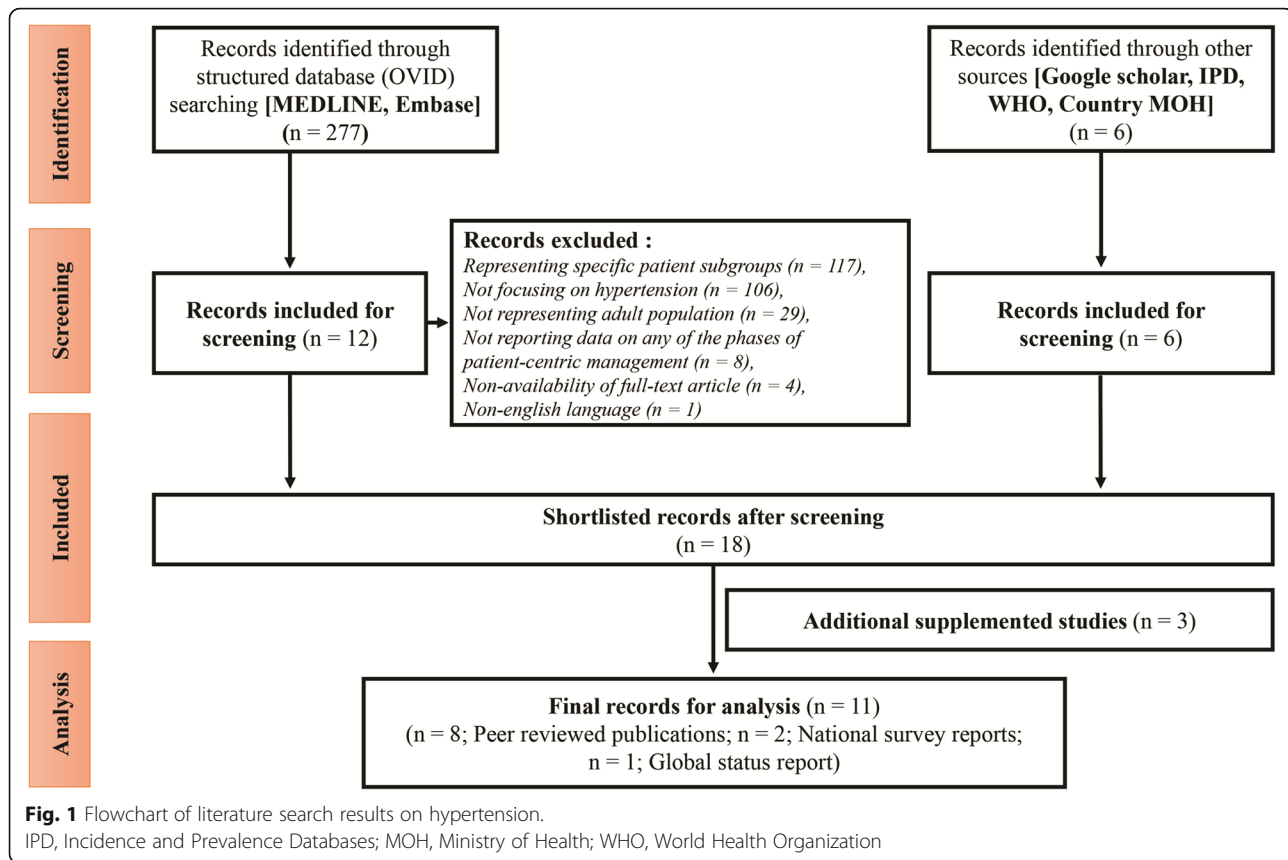 Identification
Records identified through
structured database (OVID)
searching [MEDLINE, Embase]
(n = 277)
Records identified through other
sources [Google scholar, IPD,
WHO, Country MOH]
(n = 6)
Screening
Records included for
screening (n = 12)
Records excluded :
Representing specific patient subgroups (n = 117),
Not focusing on hypertension (n = 106),
Not representing adult population (n = 29),
Not reporting data on any of the phases of
patient-centric management (n = 8),
Non-availability of full-text article (n = 4),
Non-english language (n = 1)
Records included for
screening (n = 6)
Included
Shortlisted records after screening
(n = 18)
Additional supplemented studies (n = 3)
Analysis
Final records for analysis (n = 11)
(n = 8; Peer reviewed publications; n = 2; National survey reports;
n = 1; Global status report)
Fig. 1 Flowchart of literature search results on hypertension.
IPD, Incidence and Prevalence Databases; MOH, Ministry of Health; WHO, World Health Organization